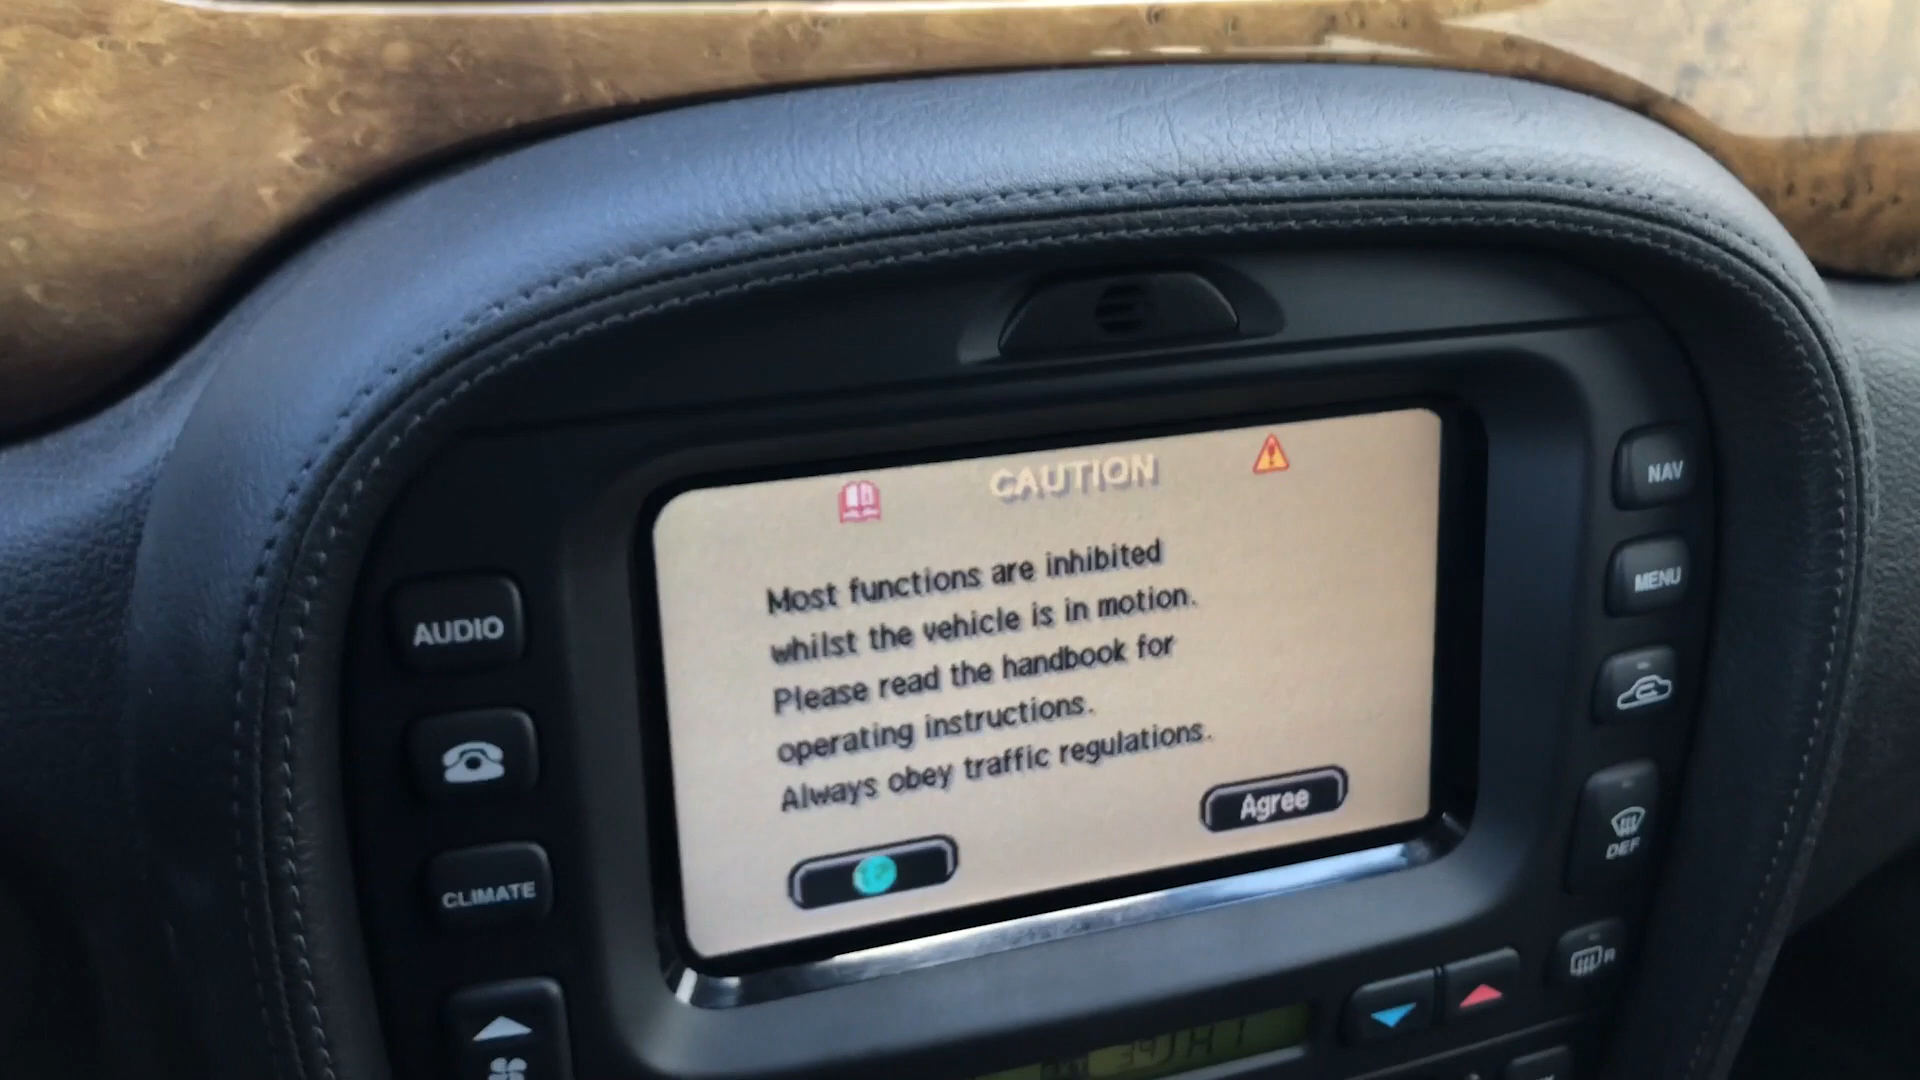 CAUTION
Most functions are inhibited
whilst the vehicle is in motion.
Please read the handbook for
operating instructions.
Always obey traffic regulations.
Agree
AUDIO
CLIMATE
NAV
MENU
DEF
R